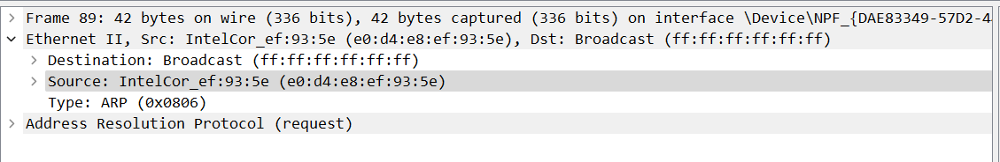 Frame 89: 42 bytes on wire (336 bits), 42 bytes captured (336 bits) on interface \Device\NPF_{DAE83349-57D2-4
Ethernet II, Src: IntelCor_ef:93:5e (e0:d4:e8:ef:93:5e), Dst: Broadcast (ff:ff:ff:ff:ff:ff)
Destination: Broadcast (ff:ff:ff:ff:ff:ff)
Source: IntelCor_ef:93:5e (e0:d4:e8:ef:93:5e)
Type: ARP (0x0806)
Address Resolution Protocol (request)